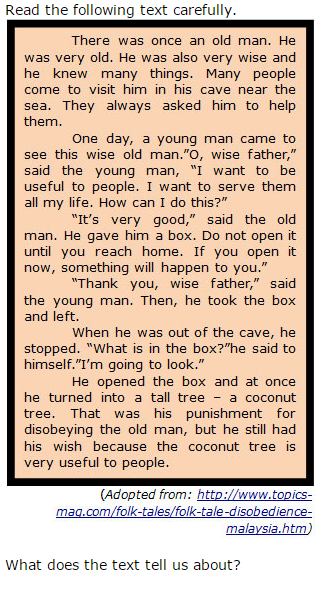 Read the following text carefully.
There was once an old man. He
was very old. He was also very wise and
he knew many things. Many people
come to visit him in his cave near the
sea. They always asked him to help
them.
One day, a young man came to
see this wise old man."O, wise father,"
said the young man, “I want to be
useful to people. I want to serve them
all my life. How can I do this?”
“It’s very good,” said the old
man. He gave him a box. Do not open it
until you reach home. If you open it
now, something will happen to you.”
“Thank you, wise father,” said
the young man. Then, he took the box
and left.
When he was out of the cave, he
stopped. “What is in the box?”he said to
himself.”I’m going to look.”
He opened the box and at once
he turned into a tall tree – a coconut
tree. That was his punishment for
disobeying the old man, but he still had
his wish because the coconut tree is
very useful to people.
(Adopted from: http://www.topics-
mag.com/folk-tales/folk-tale-disobedience-
malaysia.htm)
What does the text tell us about?